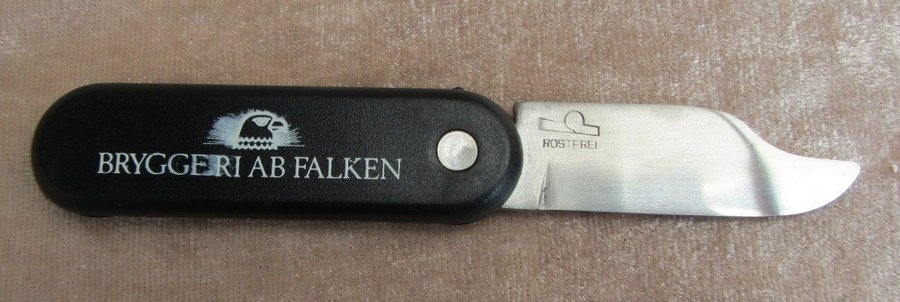 BRYGGERI AB FALKEN
ROSTFREI